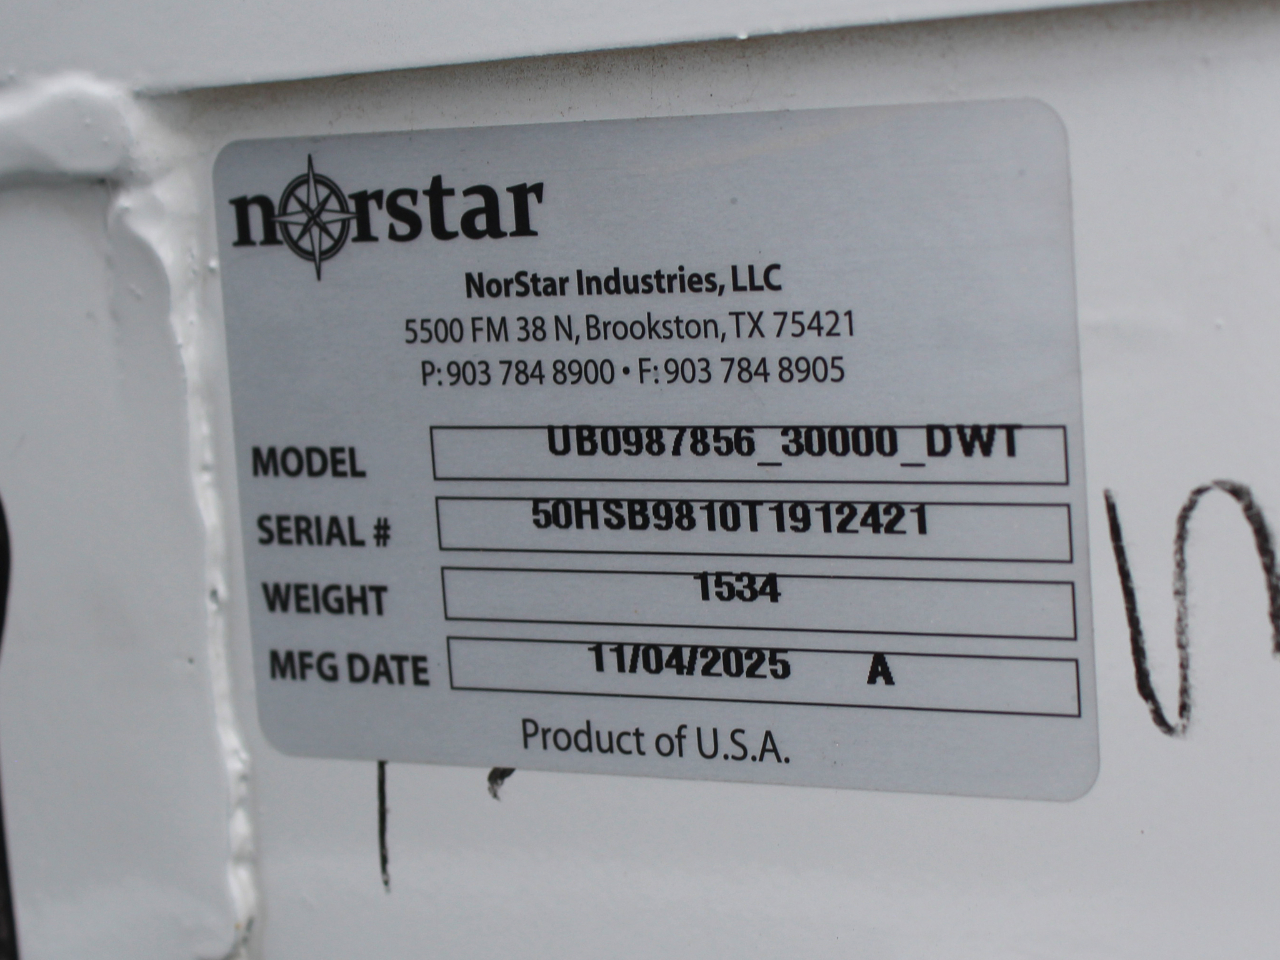 norstar
NorStar Industries, LLC
5500 FM 38 N, Brookston, TX 75421
P: 903 784 8900 • F: 903 784 8905
MODEL UB0987856_30000_DWT
SERIAL # 50HSB9810T1912421
WEIGHT 1534
MFG DATE 11/04/2025 A
Product of U.S.A.